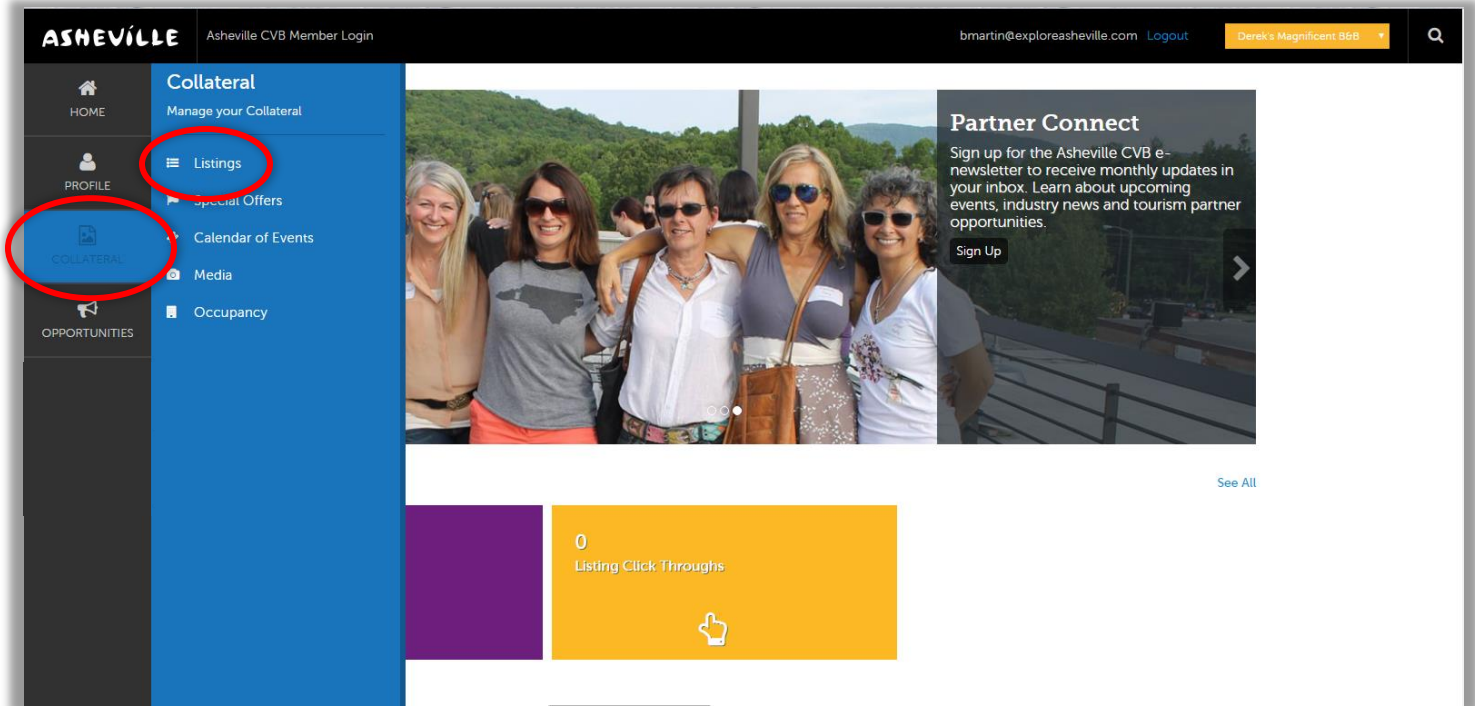 ASHEVILLE
Asheville CVB Member Login
bmartin@exploreasheville.com Logout
Derek's Magnificent B&B
HOME
PROFILE
COLLATERAL
OPPORTUNITIES
Collateral
Manage your Collateral
Listings
Special Offers
Calendar of Events
Media
Occupancy
Partner Connect
Sign up for the Asheville CVB e-
newsletter to receive monthly updates in
your inbox. Learn about upcoming
events, industry news and tourism partner
opportunities.
Sign Up
See All
0
Listing Click Throughs